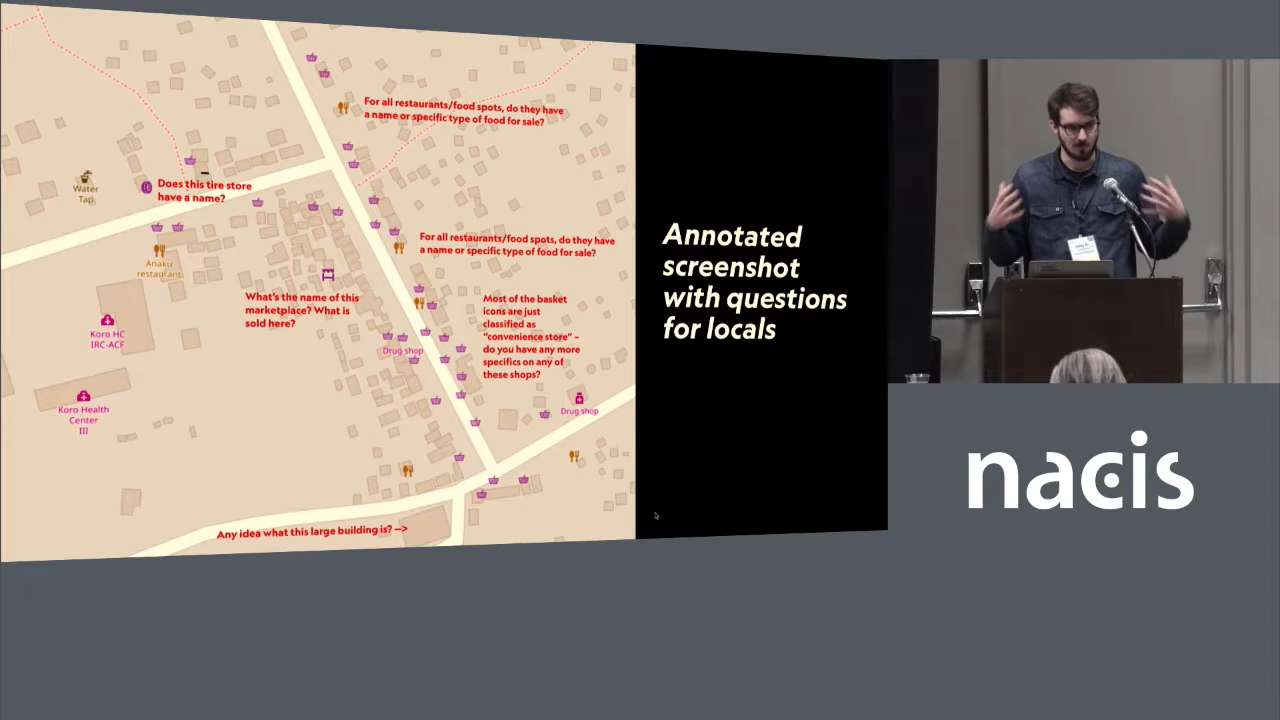 For all restaurants/food spots, do they have
a name or specific type of food for sale?
Water
Tap
Does this tire store
have a name?
For all restaurants/food spots, do they have
a name or specific type of food for sale?
Anaku
restaurant
What's the name of this
marketplace? What is
sold here?
Most of the basket
icons are just
classified as
"convenience store" –
do you have any more
specifics on any of
these shops?
Koro HC
IRC-ACF
Drug shop
Koro Health
Center
III
Drug shop
Any idea what this large building is? –>
Annotated
screenshot
with questions
for locals
nacis